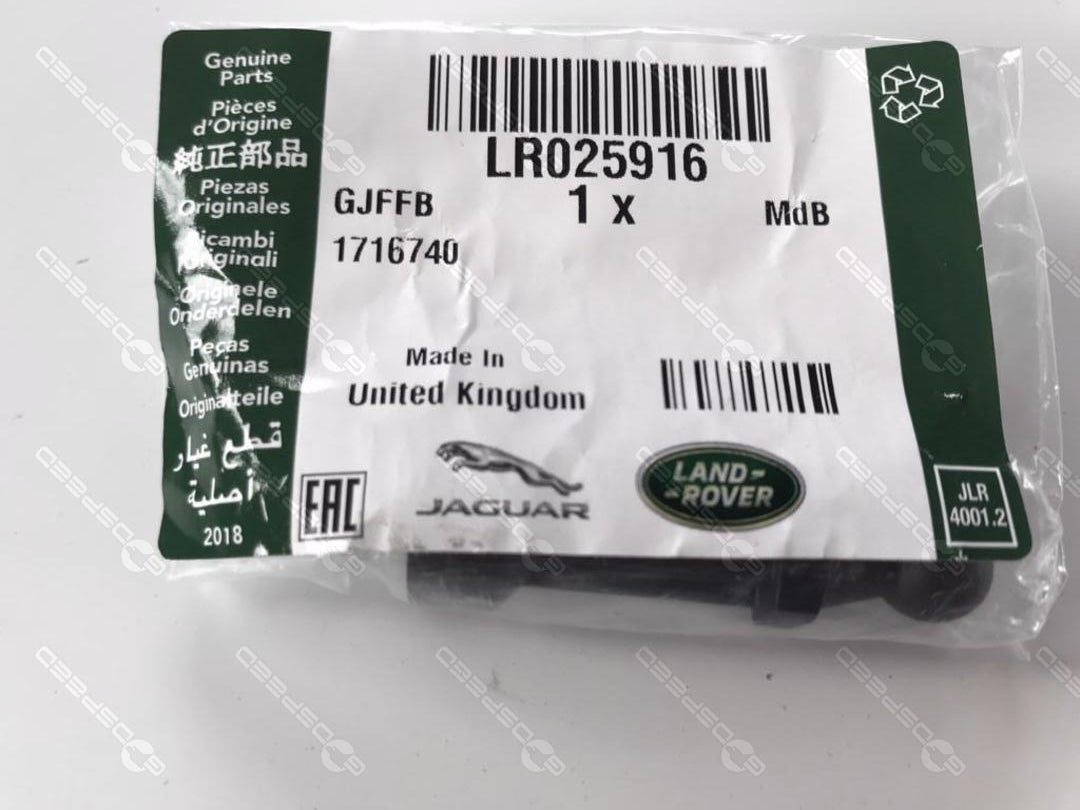 Genuine
Parts
Pièces
d'Origine
純正部品
Piezas
Originales
Ricambi
Originali
Originele
Onderdelen
Peças
Genuinas
Originalteile
قطع غيار
أصلية
2018
LR025916
GJFFB
1 x
MdB
1716740
Made In
United Kingdom
EAC
JAGUAR
LAND-
-ROVER
JLR
4001.2